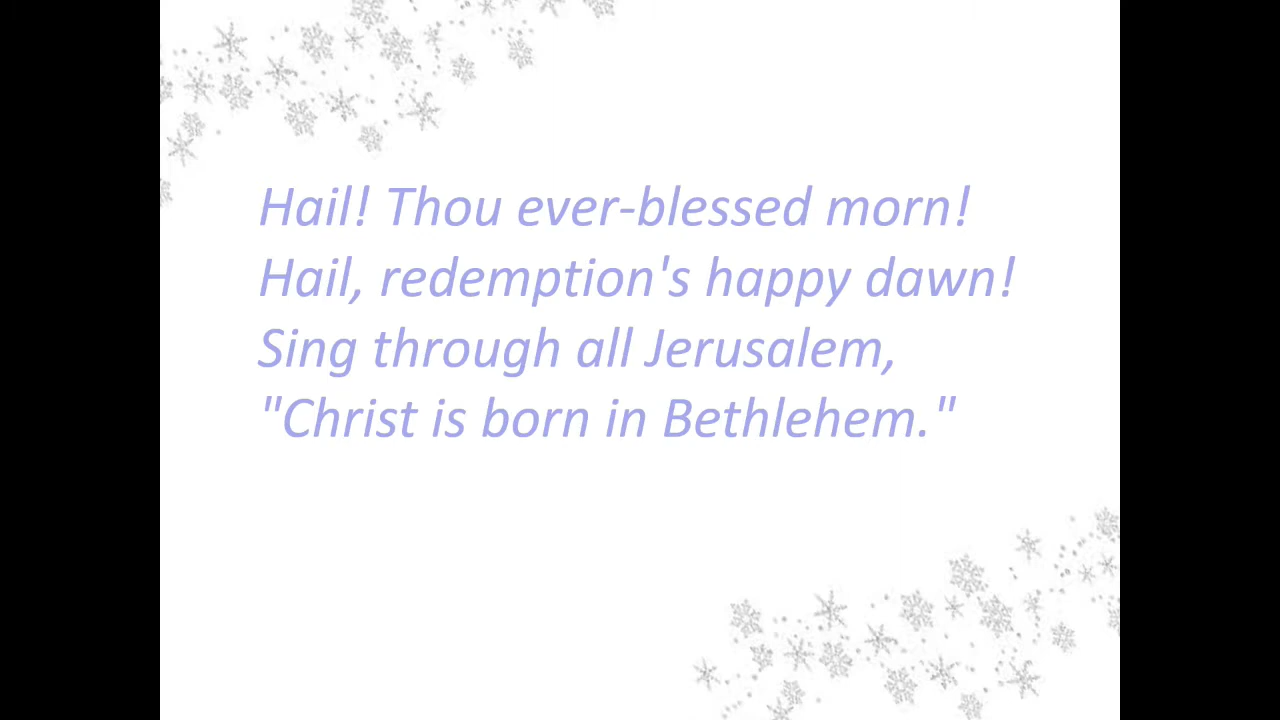 Hail! Thou ever-blessed morn!
Hail, redemption's happy dawn!
Sing through all Jerusalem,
"Christ is born in Bethlehem."